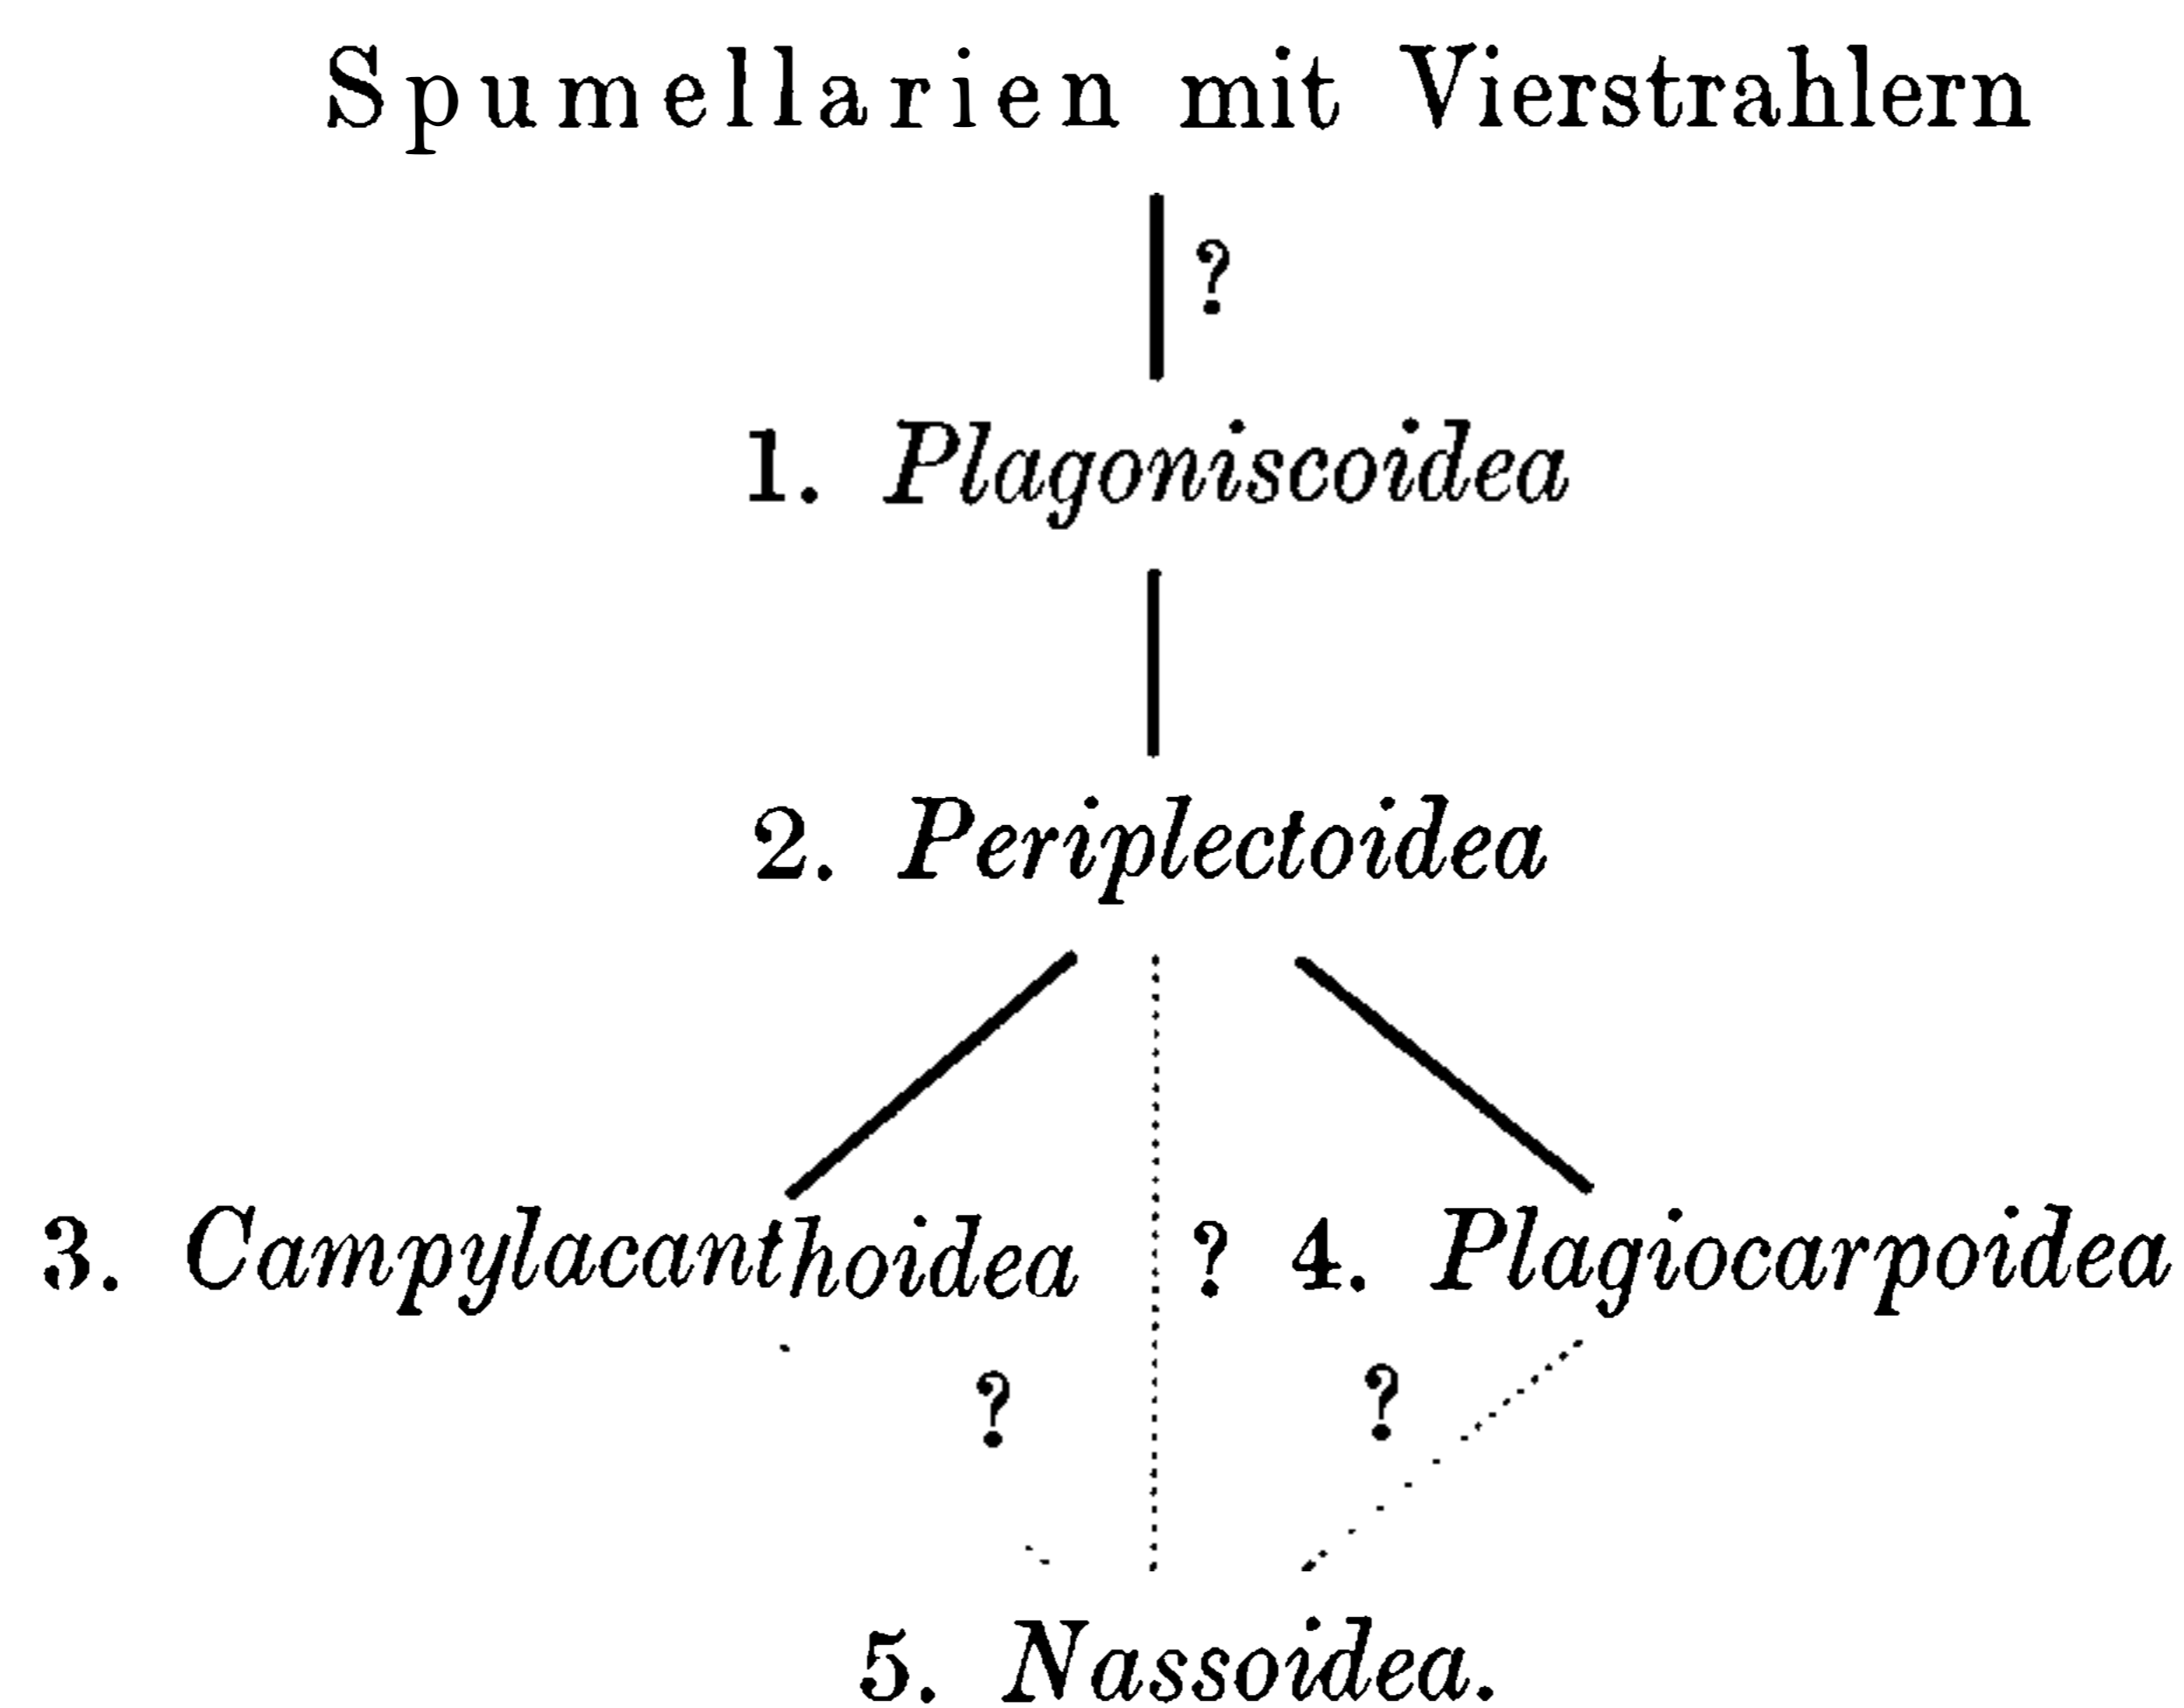 Spumellarien mit Vierstrahlern
?
1. Plagoniscoidea
2. Periplectoidea
3. Campylacanthoidea ? 4. Plagiocarpoidea
? ?
5. Nassoidea.